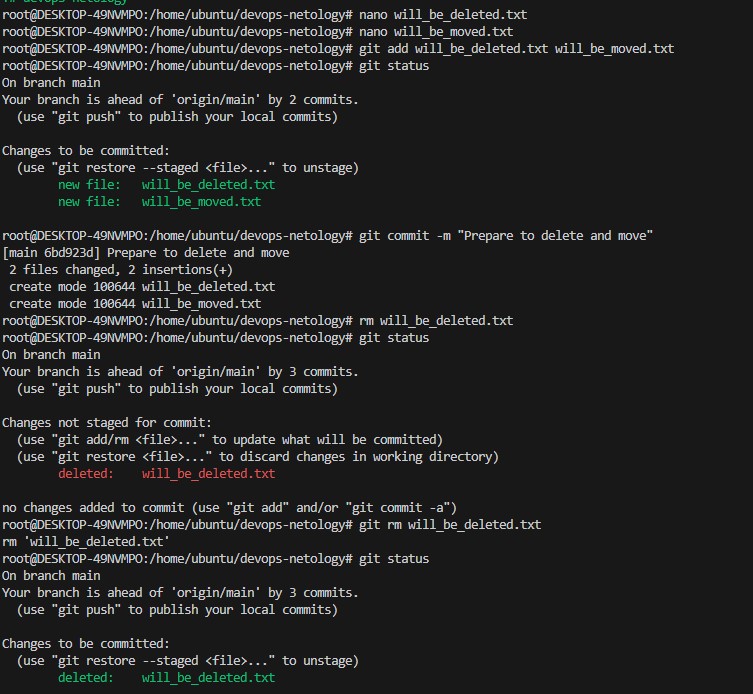 root@DESKTOP-49NVMPO:/home/ubuntu/devops-netology# nano will_be_deleted.txt
root@DESKTOP-49NVMPO:/home/ubuntu/devops-netology# nano will_be_moved.txt
root@DESKTOP-49NVMPO:/home/ubuntu/devops-netology# git add will_be_deleted.txt will_be_moved.txt
root@DESKTOP-49NVMPO:/home/ubuntu/devops-netology# git status
On branch main
Your branch is ahead of 'origin/main' by 2 commits.
  (use "git push" to publish your local commits)

Changes to be committed:
  (use "git restore --staged <file>..." to unstage)
        new file:   will_be_deleted.txt
        new file:   will_be_moved.txt

root@DESKTOP-49NVMPO:/home/ubuntu/devops-netology# git commit -m "Prepare to delete and move"
[main 6bd923d] Prepare to delete and move
 2 files changed, 2 insertions(+)
 create mode 100644 will_be_deleted.txt
 create mode 100644 will_be_moved.txt
root@DESKTOP-49NVMPO:/home/ubuntu/devops-netology# rm will_be_deleted.txt
root@DESKTOP-49NVMPO:/home/ubuntu/devops-netology# git status
On branch main
Your branch is ahead of 'origin/main' by 3 commits.
  (use "git push" to publish your local commits)

Changes not staged for commit:
  (use "git add/rm <file>..." to update what will be committed)
  (use "git restore <file>..." to discard changes in working directory)
        deleted:    will_be_deleted.txt

no changes added to commit (use "git add" and/or "git commit -a")
root@DESKTOP-49NVMPO:/home/ubuntu/devops-netology# git rm will_be_deleted.txt
rm 'will_be_deleted.txt'
root@DESKTOP-49NVMPO:/home/ubuntu/devops-netology# git status
On branch main
Your branch is ahead of 'origin/main' by 3 commits.
  (use "git push" to publish your local commits)

Changes to be committed:
  (use "git restore --staged <file>..." to unstage)
        deleted:    will_be_deleted.txt